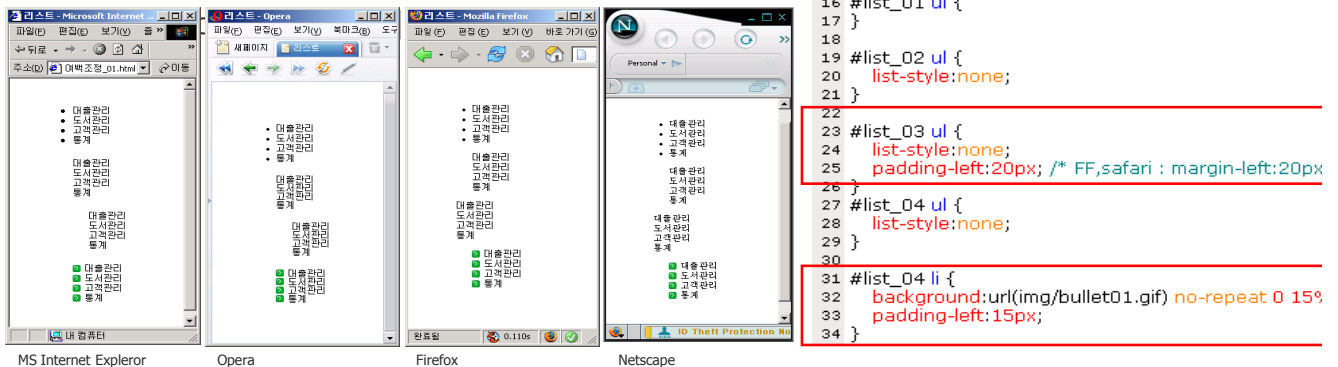 리스트 - Microsoft Internet ...
파일(F) 편집(E) 보기(V) 즐 »
뒤로
주소(D) 여백조정_01.html 이동
대출관리
도서관리
고객관리
통계
대출관리
도서관리
고객관리
통계
대출관리
도서관리
고객관리
통계
대출관리
도서관리
고객관리
통계
내 컴퓨터
MS Internet Expleror
리스트 - Opera
파일(F) 편집(E) 보기(V) 북마크(B) 도구
새페이지 리스트
대출관리
도서관리
고객관리
통계
대출관리
도서관리
고객관리
통계
대출관리
도서관리
고객관리
통계
대출관리
도서관리
고객관리
통계
Opera
리스트 - Mozilla Firefox
파일(F) 편집(E) 보기(V) 바로가기(G)
대출관리
도서관리
고객관리
통계
대출관리
도서관리
고객관리
통계
대출관리
도서관리
고객관리
통계
대출관리
도서관리
고객관리
통계
완료됨 0.110s
Firefox
N
Personal
대출관리
도서관리
고객관리
통계
대출관리
도서관리
고객관리
통계
대출관리
도서관리
고객관리
통계
대출관리
도서관리
고객관리
통계
ID Theft Protection No
Netscape
16 #list_01 ul {
17 }
18
19 #list_02 ul {
20 list-style:none;
21 }
22
23 #list_03 ul {
24 list-style:none;
25 padding-left:20px; /* FF,safari : margin-left:20px
26 }
27 #list_04 ul {
28 list-style:none;
29 }
30
31 #list_04 li {
32 background:url(img/bullet01.gif) no-repeat 0 15%
33 padding-left:15px;
34 }